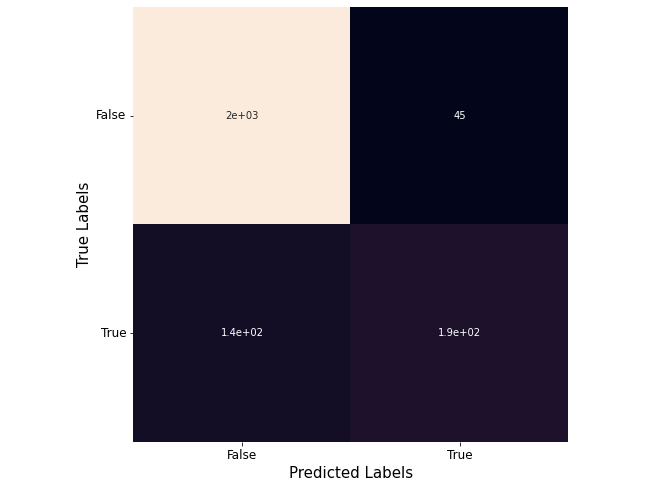 True Labels
False
2e+03
45
True
1.4e+02
1.9e+02
False
True
Predicted Labels